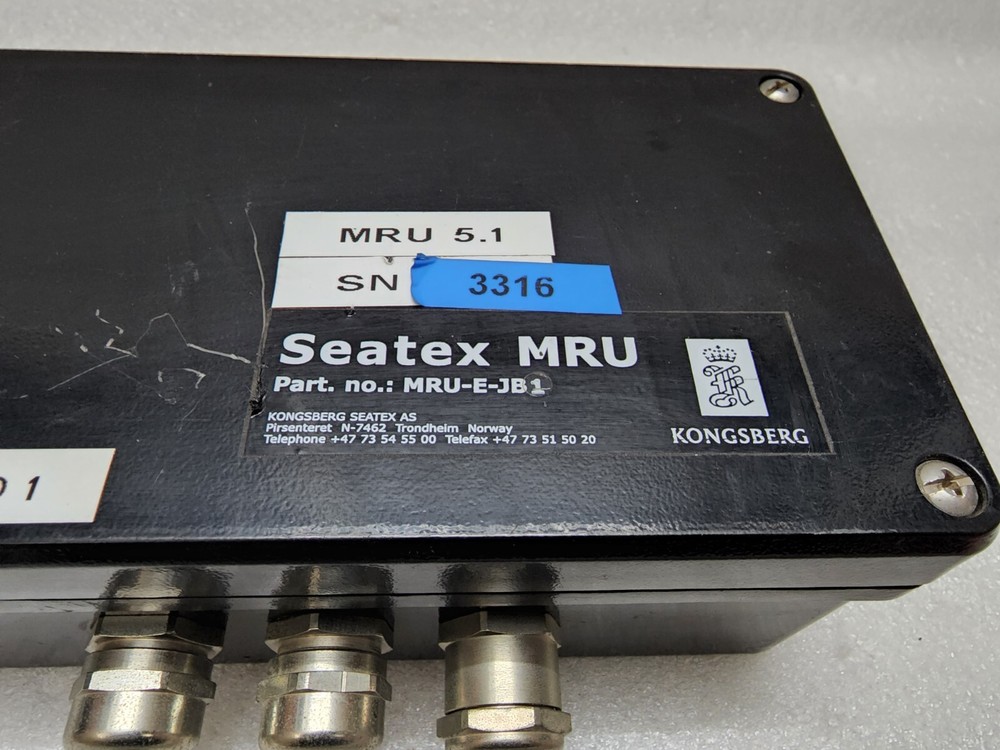 MRU 5.1
SN 3316
Seatex MRU
Part. no.: MRU-E-JB1
KONGSBERG SEATEX AS
Pirsenteret N-7462 Trondheim Norway
Telephone +47 73 54 55 00 Telefax +47 73 51 50 20
KONGSBERG
1